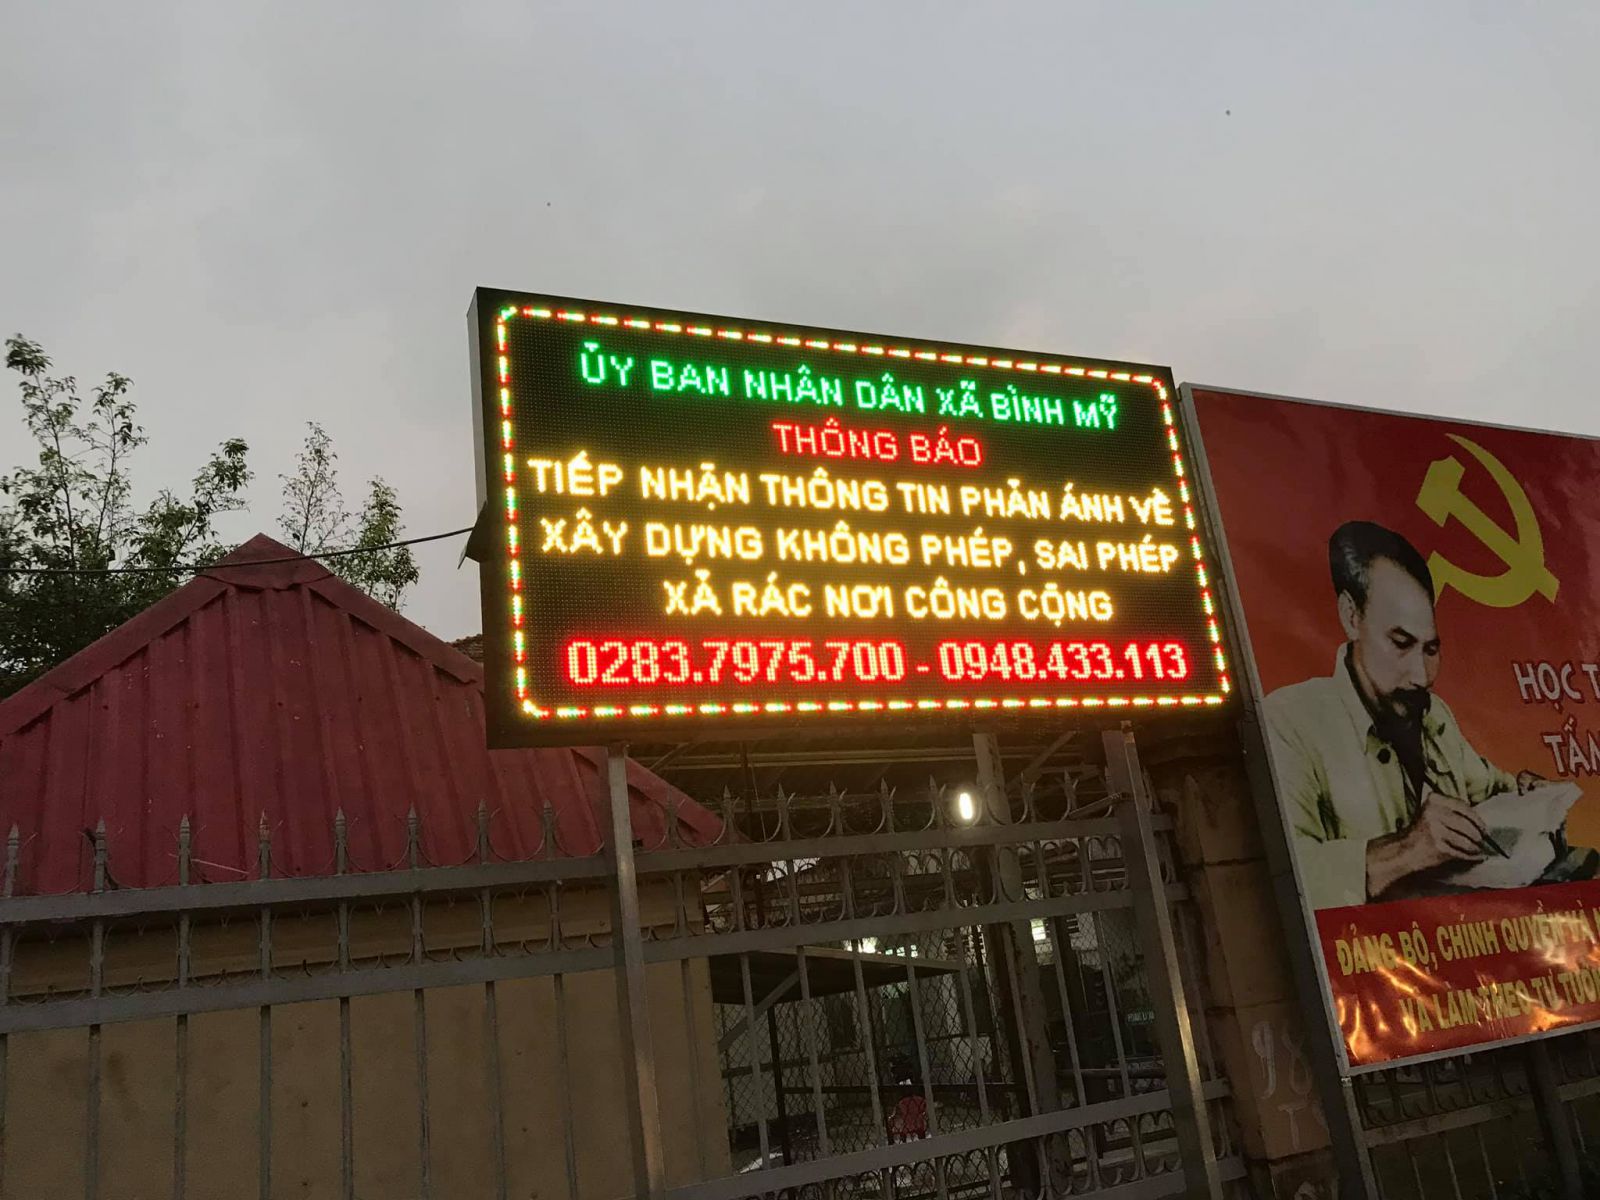 ỦY BAN NHÂN DÂN XÃ BÌNH MỸ
THÔNG BÁO
TIẾP NHẬN THÔNG TIN PHẢN ÁNH VỀ
XÂY DỰNG KHÔNG PHÉP, SAI PHÉP
XẢ RÁC NƠI CÔNG CỘNG
0283.7975.700 - 0948.433.113
HỌC
ĐẢNG BỘ, CHÍNH QUYỀN VÀ
VÀ LÀM THEO TƯ TƯỞNG
98